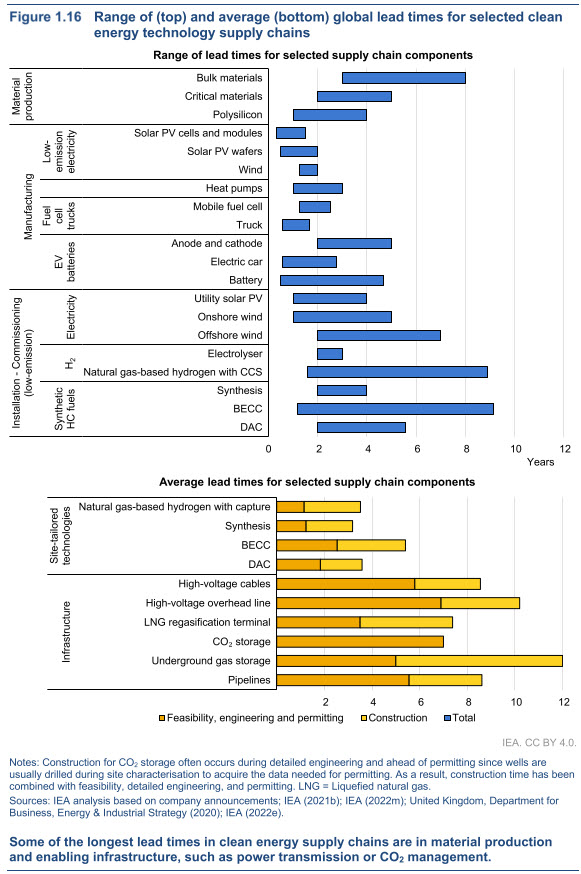 Figure 1.16 Range of (top) and average (bottom) global lead times for selected clean
energy technology supply chains
Range of lead times for selected supply chain components
Material
production
Bulk materials
Critical materials
Polysilicon
Manufacturing
Low-
emission
electricity
Solar PV cells and modules
Solar PV wafers
Wind
Heat pumps
Fuel
cell
trucks
Mobile fuel cell
Truck
EV
batteries
Anode and cathode
Electric car
Battery
Installation - Commissioning
(low-emission)
Electricity
Utility solar PV
Onshore wind
Offshore wind
H₂
Electrolyser
Natural gas-based hydrogen with CCS
Synthetic
HC fuels
Synthesis
BECC
DAC
0 2 4 6 8 10 12
Years
Average lead times for selected supply chain components
Site-tailored
technologies
Natural gas-based hydrogen with capture
Synthesis
BECC
DAC
Infrastructure
High-voltage cables
High-voltage overhead line
LNG regasification terminal
CO₂ storage
Underground gas storage
Pipelines
2 4 6 8 10 12
Feasibility, engineering and permitting Construction Total
IEA. CC BY 4.0.
Notes: Construction for CO₂ storage often occurs during detailed engineering and ahead of permitting since wells are
usually drilled during site characterisation to acquire the data needed for permitting. As a result, construction time has been
combined with feasibility, detailed engineering, and permitting. LNG = Liquefied natural gas.
Sources: IEA analysis based on company announcements; IEA (2021b); IEA (2022m); United Kingdom, Department for
Business, Energy & Industrial Strategy (2020); IEA (2022e).
Some of the longest lead times in clean energy supply chains are in material production
and enabling infrastructure, such as power transmission or CO₂ management.